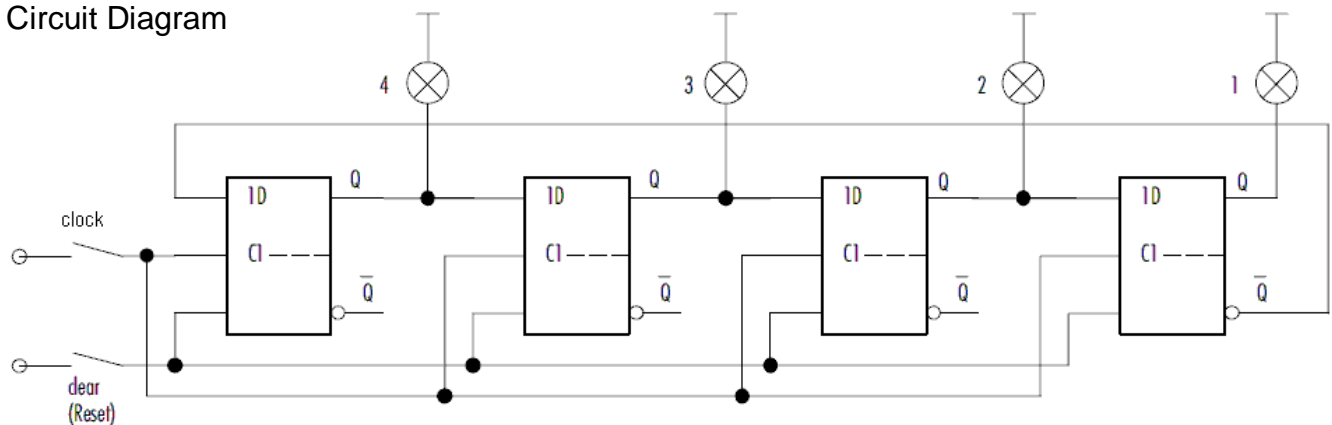 Circuit Diagram
4
3
2
1
1D
Q
1D
Q
1D
Q
1D
Q
clock
C1
C1
C1
C1
Q̅
Q̅
Q̅
Q̅
clear
(Reset)